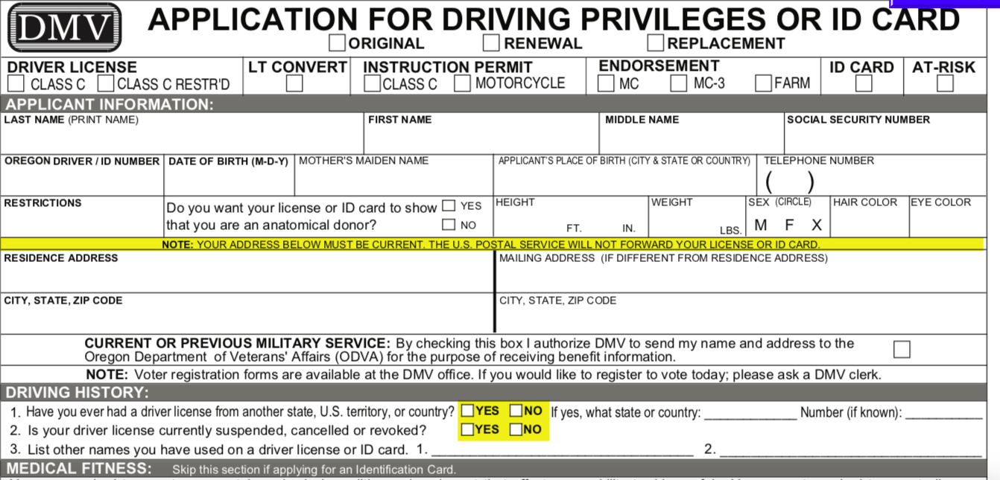 DMV APPLICATION FOR DRIVING PRIVILEGES OR ID CARD
ORIGINAL RENEWAL REPLACEMENT
DRIVER LICENSE LT CONVERT INSTRUCTION PERMIT ENDORSEMENT ID CARD AT-RISK
CLASS C CLASS C RESTR'D CLASS C MOTORCYCLE MC MC-3 FARM
APPLICANT INFORMATION:
LAST NAME (PRINT NAME) FIRST NAME MIDDLE NAME SOCIAL SECURITY NUMBER
OREGON DRIVER / ID NUMBER DATE OF BIRTH (M-D-Y) MOTHER'S MAIDEN NAME APPLICANT'S PLACE OF BIRTH (CITY & STATE OR COUNTRY) TELEPHONE NUMBER
( )
RESTRICTIONS Do you want your license or ID card to show YES HEIGHT WEIGHT SEX (CIRCLE) HAIR COLOR EYE COLOR
that you are an anatomical donor? NO FT. IN. LBS. M F X
NOTE: YOUR ADDRESS BELOW MUST BE CURRENT. THE U.S. POSTAL SERVICE WILL NOT FORWARD YOUR LICENSE OR ID CARD.
RESIDENCE ADDRESS MAILING ADDRESS (IF DIFFERENT FROM RESIDENCE ADDRESS)
CITY, STATE, ZIP CODE CITY, STATE, ZIP CODE
CURRENT OR PREVIOUS MILITARY SERVICE: By checking this box I authorize DMV to send my name and address to the
Oregon Department of Veterans' Affairs (ODVA) for the purpose of receiving benefit information.
NOTE: Voter registration forms are available at the DMV office. If you would like to register to vote today; please ask a DMV clerk.
DRIVING HISTORY:
1. Have you ever had a driver license from another state, U.S. territory, or country? YES NO If yes, what state or country: Number (if known):
2. Is your driver license currently suspended, cancelled or revoked? YES NO
3. List other names you have used on a driver license or ID card. 1. 2.
MEDICAL FITNESS: Skip this section if applying for an Identification Card.